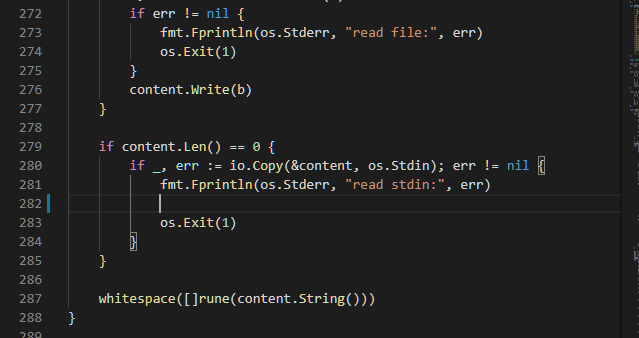 272 if err != nil {
273 fmt.Fprintln(os.Stderr, "read file:", err)
274 os.Exit(1)
275 }
276 content.Write(b)
277 }
278
279 if content.Len() == 0 {
280 if _, err := io.Copy(&content, os.Stdin); err != nil {
281 fmt.Fprintln(os.Stderr, "read stdin:", err)
282
283 os.Exit(1)
284 }
285 }
286
287 whitespace([]rune(content.String()))
288 }
289